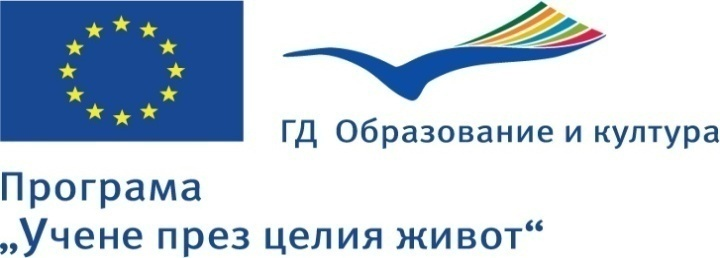 ГД Образование и култура
Програма
„Учене през целия живот“